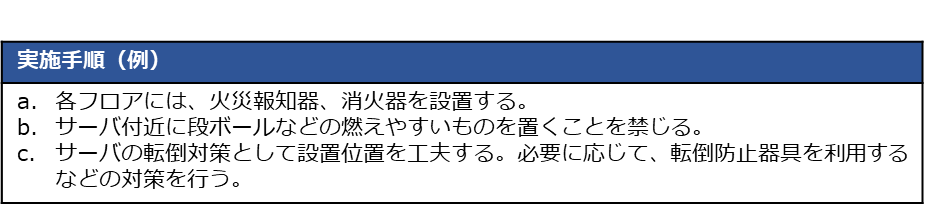 実施手順（例）
a. 各フロアには、火災報知器、消火器を設置する。
b. サーバ付近に段ボールなどの燃えやすいものを置くことを禁じる。
c. サーバの転倒対策として設置位置を工夫する。必要に応じて、転倒防止器具を利用する
などの対策を行う。